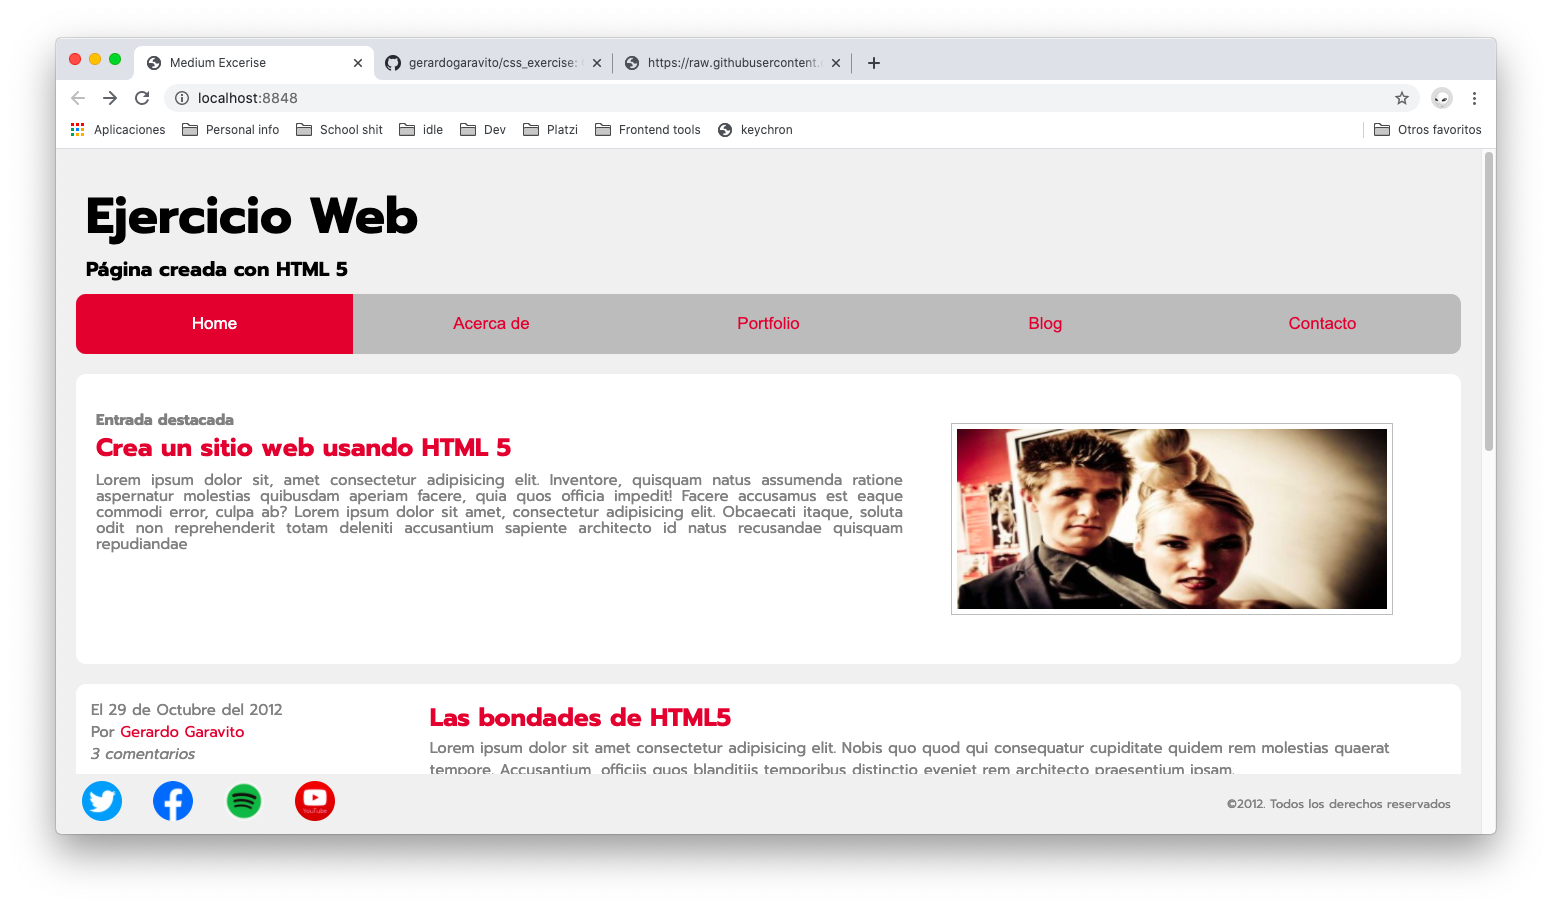 Medium Excerise
gerardogaravito/css_exercise:
https://raw.githubusercontent.
localhost:8848
Aplicaciones Personal info School shit idle Dev Platzi Frontend tools keychron Otros favoritos
Ejercicio Web
Página creada con HTML 5
Home Acerca de Portfolio Blog Contacto
Entrada destacada
Crea un sitio web usando HTML 5
Lorem ipsum dolor sit, amet consectetur adipisicing elit. Inventore, quisquam natus assumenda ratione
aspernatur molestias quibusdam aperiam facere, quia quos officia impedit! Facere accusamus est eaque
commodi error, culpa ab? Lorem ipsum dolor sit amet, consectetur adipisicing elit. Obcaecati itaque, soluta
odit non reprehenderit totam deleniti accusantium sapiente architecto id natus recusandae quisquam
repudiandae
El 29 de Octubre del 2012
Por Gerardo Garavito
3 comentarios
Las bondades de HTML5
Lorem ipsum dolor sit amet consectetur adipisicing elit. Nobis quo quod qui consequatur cupiditate quidem rem molestias quaerat
tempore. Accusantium, officiis quos blanditiis temporibus distinctio eveniet rem architecto praesentium ipsam.
YouTube
©2012. Todos los derechos reservados